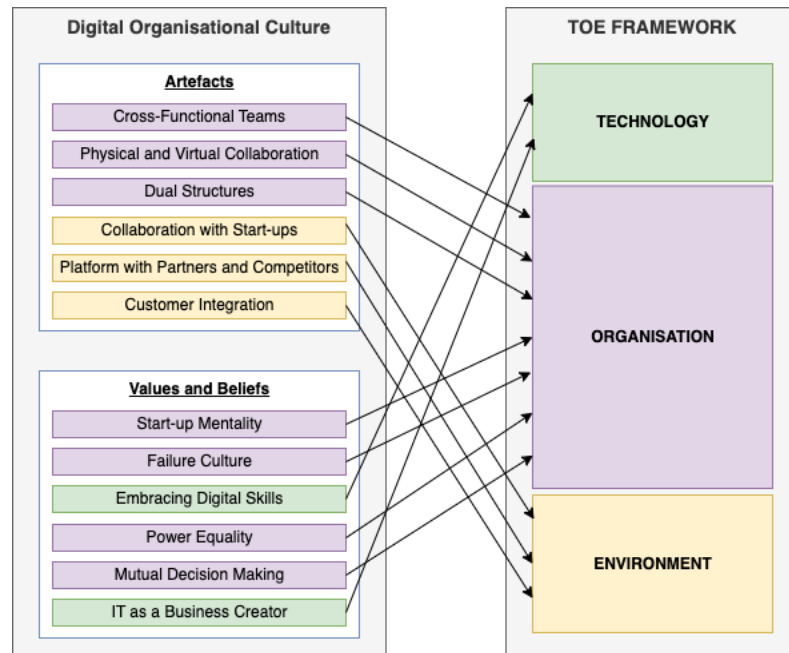 Digital Organisational Culture
Artefacts
Cross-Functional Teams
Physical and Virtual Collaboration
Dual Structures
Collaboration with Start-ups
Platform with Partners and Competitors
Customer Integration
Values and Beliefs
Start-up Mentality
Failure Culture
Embracing Digital Skills
Power Equality
Mutual Decision Making
IT as a Business Creator
TOE FRAMEWORK
TECHNOLOGY
ORGANISATION
ENVIRONMENT